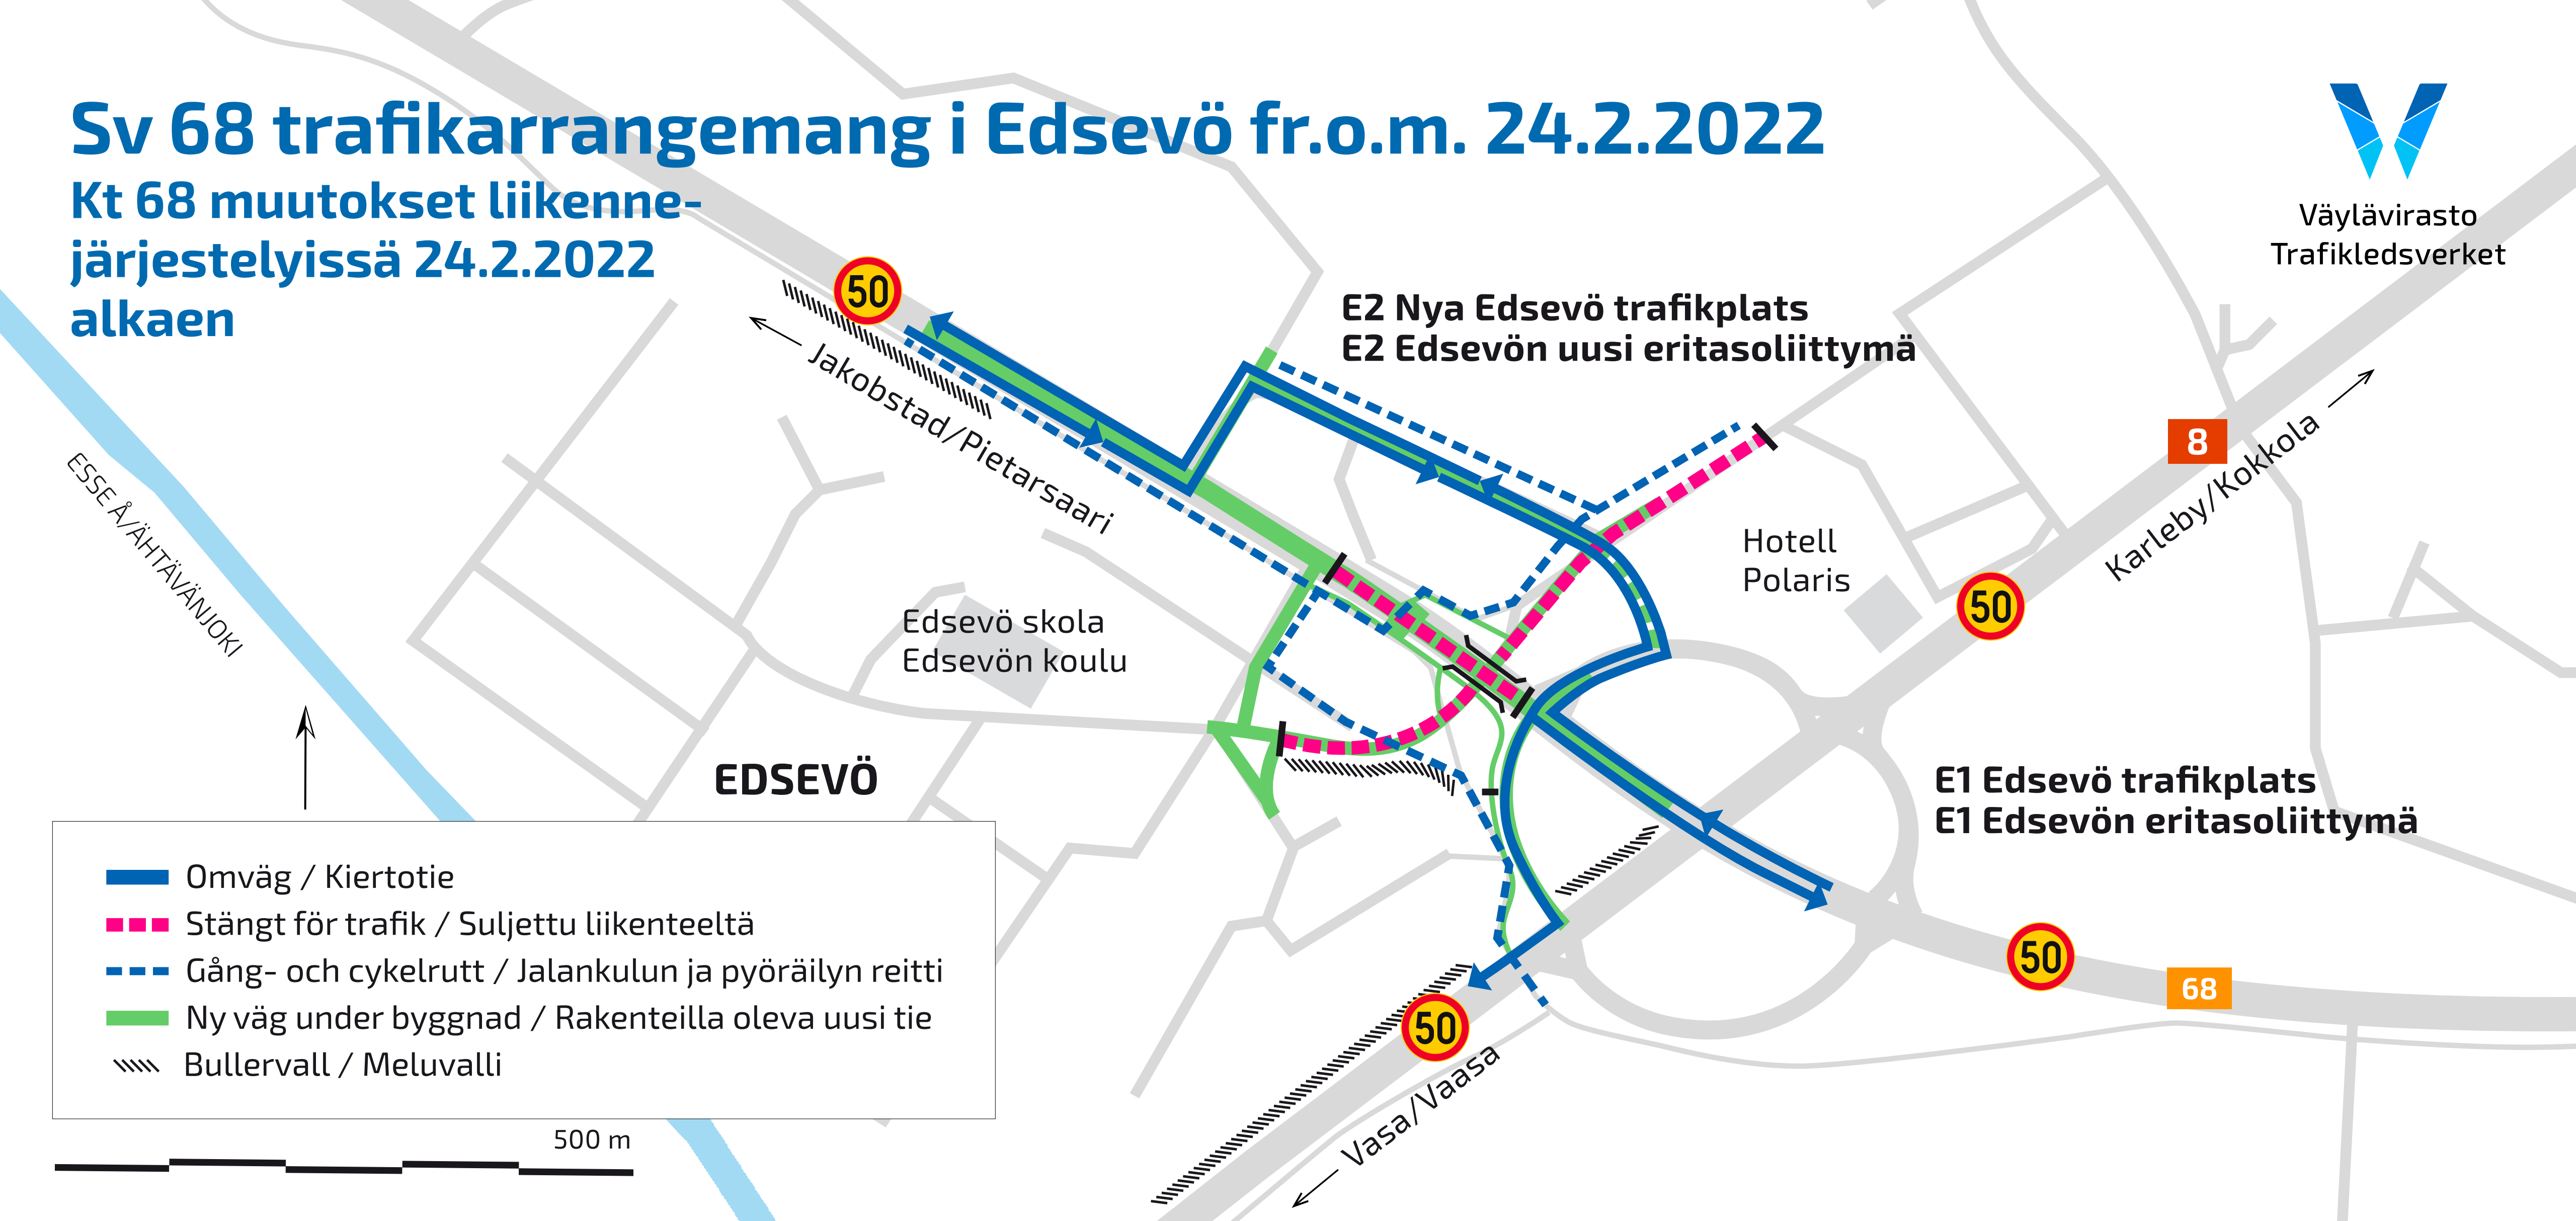 Sv 68 trafikarrangemang i Edsevö fr.o.m. 24.2.2022
Kt 68 muutokset liikenne-
järjestelyissä 24.2.2022
alkaen
Väylävirasto
Trafikledsverket
50
E2 Nya Edsevö trafikplats
E2 Edsevön uusi eritasoliittymä
Jakobstad/Pietarsaari
8
Karleby/Kokkola
ESSE Å/ÄHTÄVÄNJOKI
Hotell
Polaris
50
Edsevö skola
Edsevön koulu
EDSEVÖ
E1 Edsevö trafikplats
E1 Edsevön eritasoliittymä
50
68
50
Vasa/Vaasa
Omväg / Kiertotie
Stängt för trafik / Suljettu liikenteeltä
Gång- och cykelrutt / Jalankulun ja pyöräilyn reitti
Ny väg under byggnad / Rakenteilla oleva uusi tie
Bullervall / Meluvalli
500 m